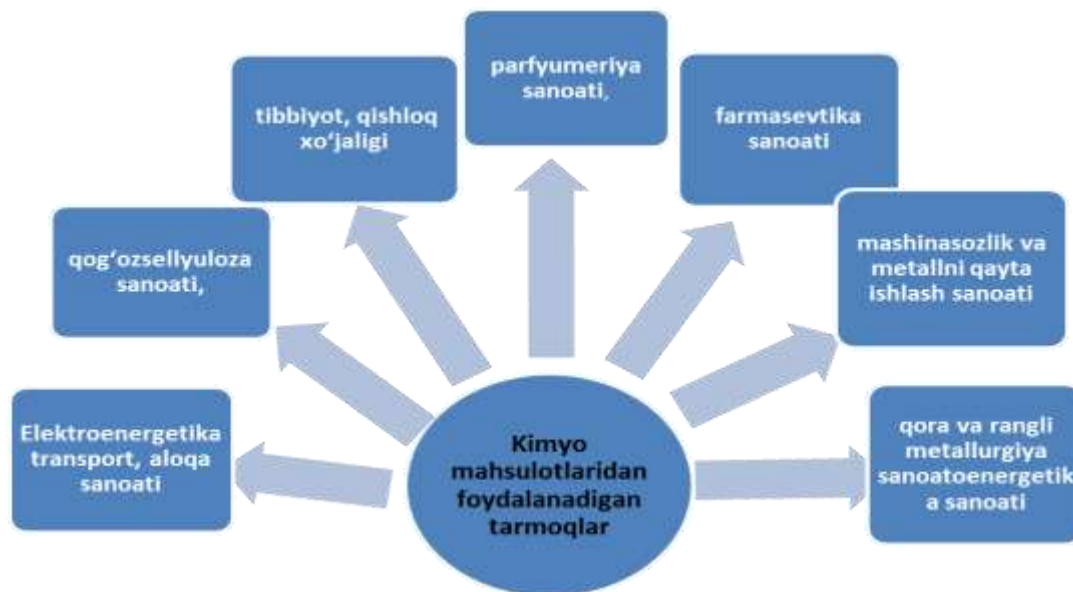 parfyumeriya
sanoati,
tibbiyot, qishloq
xo‘jaligi
farmasevtika
sanoati
qog‘ozsellyuloza
sanoati,
mashinasozlik va
metallni qayta
ishlash sanoati
Elektroenergetika
transport, aloqa
sanoati
Kimyo
mahsulotlaridan
foydalanadigan
tarmoqlar
qora va rangli
metallurgiya
sanoatoenergetik
a sanoati